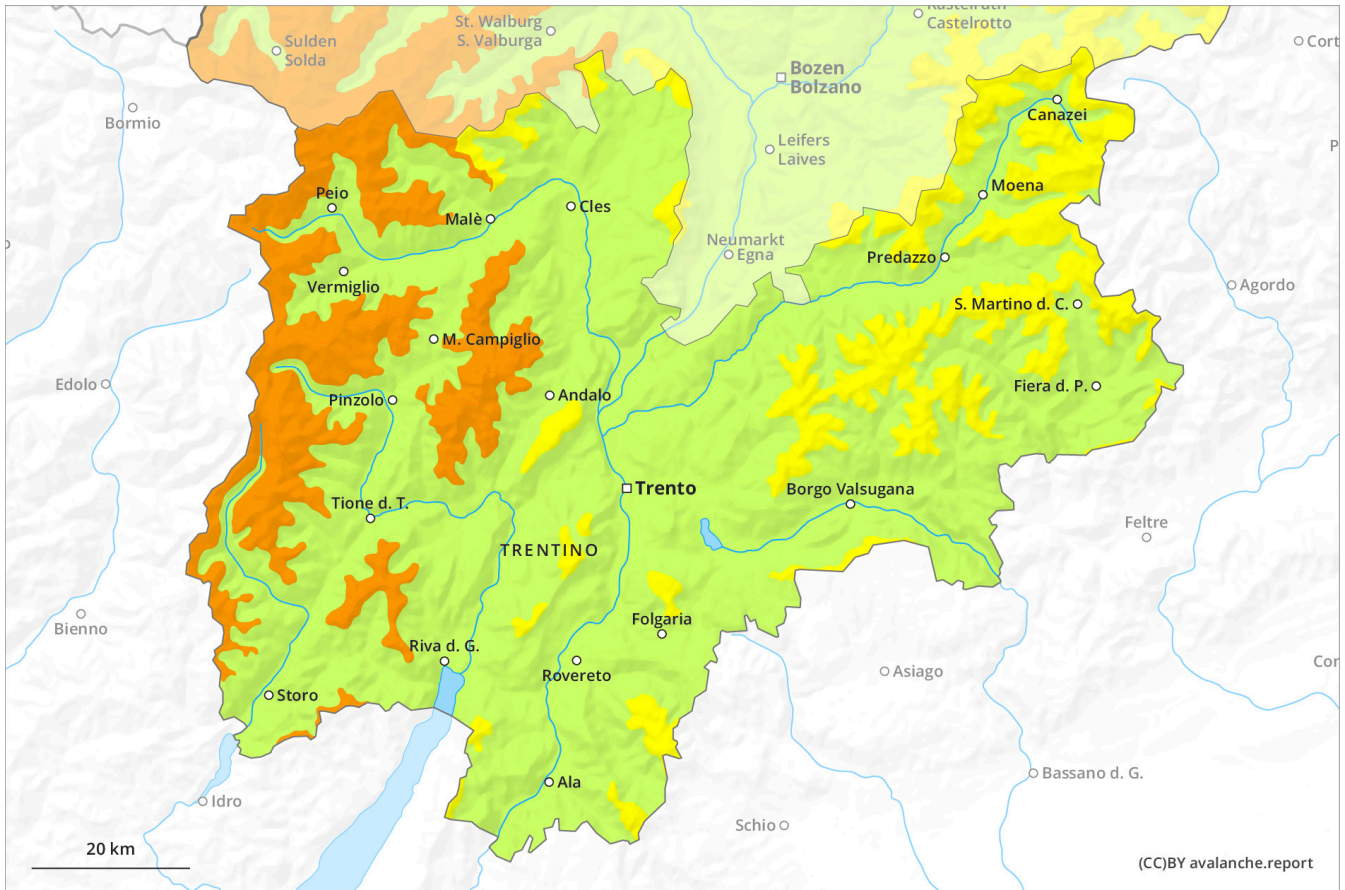 Kastelruth
Castelrotto
St. Walburg
S. Valburga
Sulden
Solda
Cort
Bozen
Bolzano
Bormio
Canazei
Leifers
Laives
Moena
Peio
Cles
Malè
Neumarkt
Egna
Predazzo
Vermiglio
Agordo
S. Martino d. C.
M. Campiglio
Edolo
Fiera d. P.
Andalo
Pinzolo
Trento
Borgo Valsugana
Tione d. T.
Feltre
TRENTINO
Bienno
Folgaria
Riva d. G.
Asiago
Cor
Rovereto
Storo
Bassano d. G.
Ala
Idro
Schio
20 km
(CC)BY avalanche.report